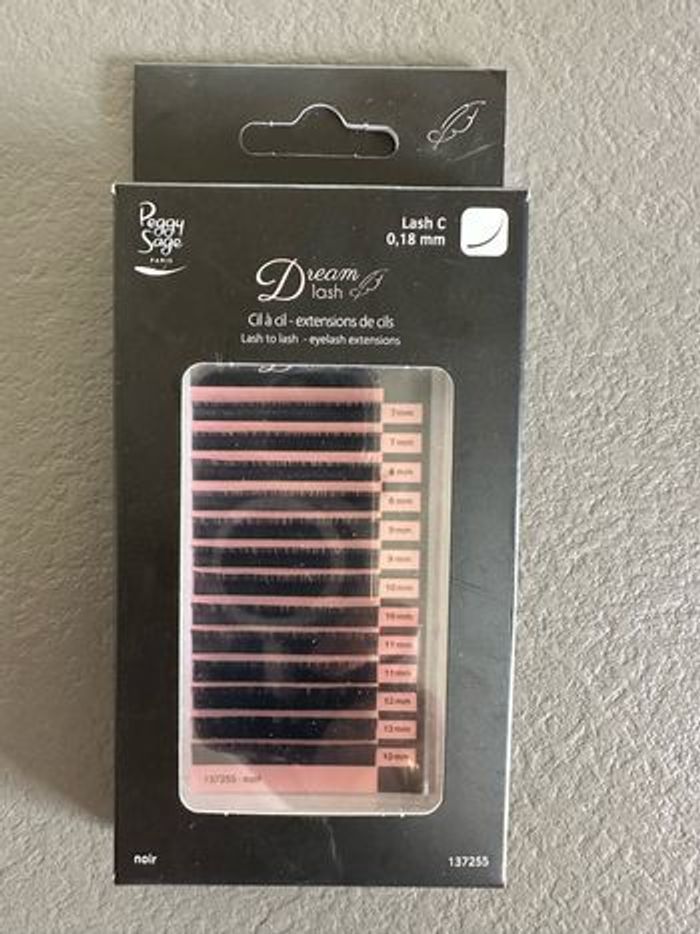 Peggy
Sage
PARIS
Lash C
0,18 mm
Dream
lash
Cil à cil - extensions de cils
Lash to lash - eyelash extensions
7 mm
7 mm
8 mm
8 mm
9 mm
9 mm
10 mm
10 mm
11 mm
11 mm
12 mm
13 mm
137255 - noir
noir
137255